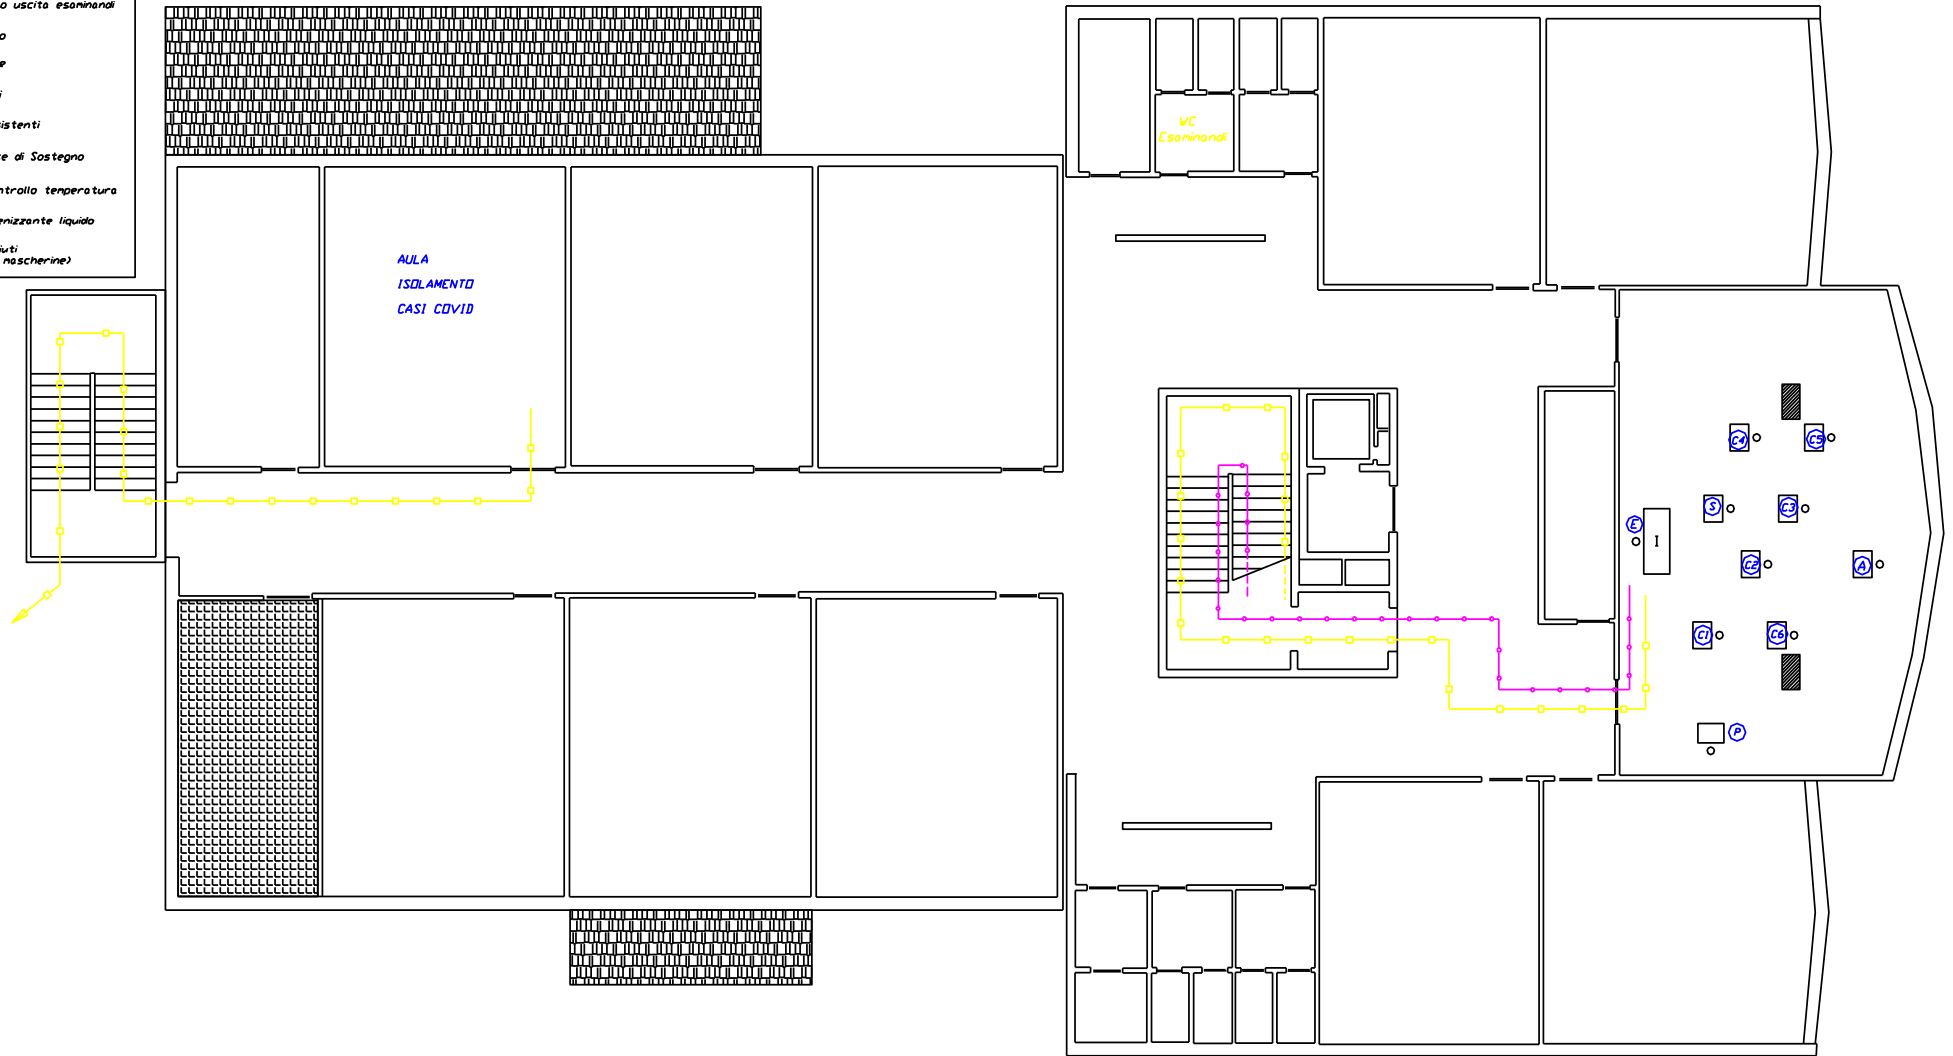 o uscita esaminandi
o
e
i
istenti
e di Sostegno
ntrollo temperatura
enizzante liquido
iuti
mascherine)
WC
Esaminandi
AULA
ISOLAMENTO
CASI COVID
C4
C5
S
C3
E
I
C2
A
C1
C6
P